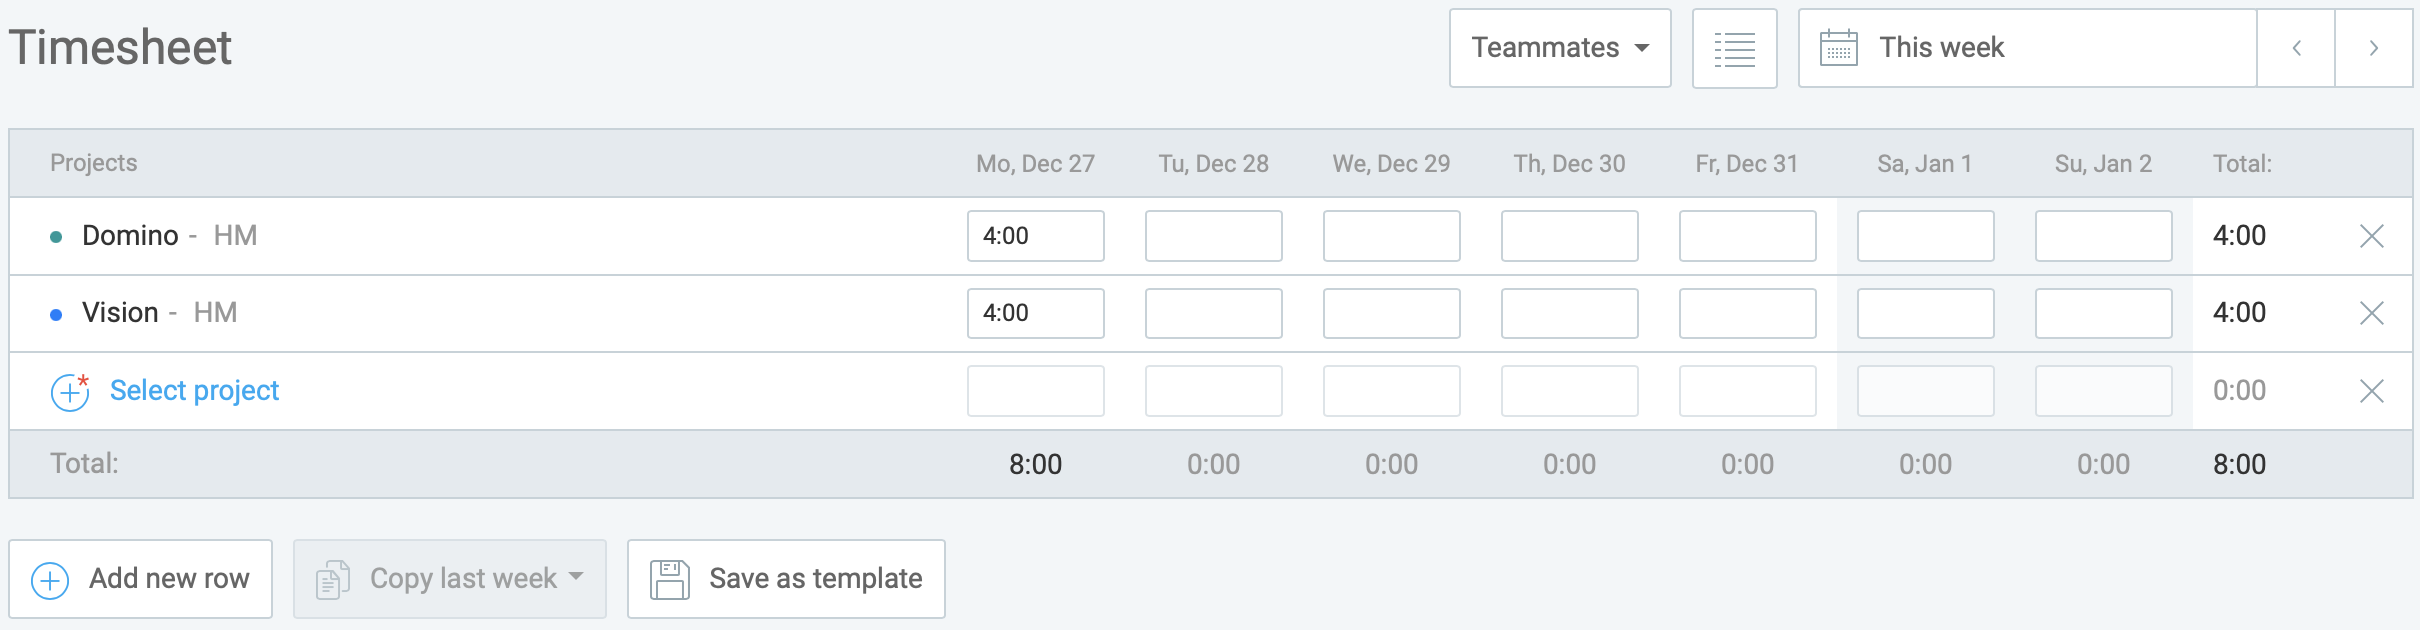 Timesheet
Teammates
This week
Projects Mo, Dec 27 Tu, Dec 28 We, Dec 29 Th, Dec 30 Fr, Dec 31 Sa, Jan 1 Su, Jan 2 Total:
Domino - HM 4:00 4:00
Vision - HM 4:00 4:00
* Select project 0:00
Total: 8:00 0:00 0:00 0:00 0:00 0:00 0:00 8:00
Add new row Copy last week Save as template